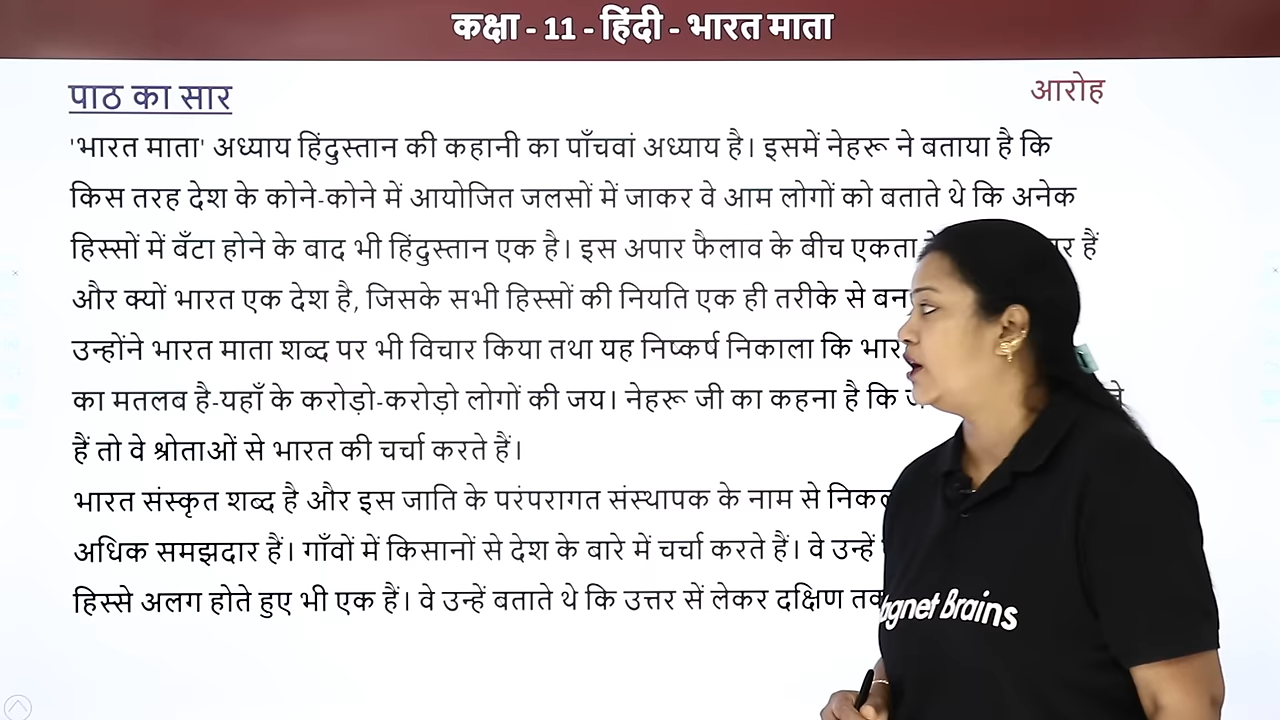 कक्षा - 11 - हिंदी - भारत माता
पाठ का सार
आरोह
'भारत माता' अध्याय हिंदुस्तान की कहानी का पाँचवां अध्याय है। इसमें नेहरू ने बताया है कि
किस तरह देश के कोने-कोने में आयोजित जलसों में जाकर वे आम लोगों को बताते थे कि अनेक
हिस्सों में बँटा होने के बाद भी हिंदुस्तान एक है। इस अपार फैलाव के बीच एकता हैं
और क्यों भारत एक देश है, जिसके सभी हिस्सों की नियति एक ही तरीके से
उन्होंने भारत माता शब्द पर भी विचार किया तथा यह निष्कर्ष निकाला कि
का मतलब है-यहाँ के करोड़ो-करोड़ो लोगों की जय। नेहरू जी का कहना है कि
हैं तो वे श्रोताओं से भारत की चर्चा करते हैं।
भारत संस्कृत शब्द है और इस जाति के परंपरागत संस्थापक के नाम से
अधिक समझदार हैं। गाँवों में किसानों से देश के बारे में चर्चा करते हैं। वे उन्हें
हिस्से अलग होते हुए भी एक हैं। वे उन्हें बताते थे कि उत्तर सें लेकर दक्षिण तक
Brains